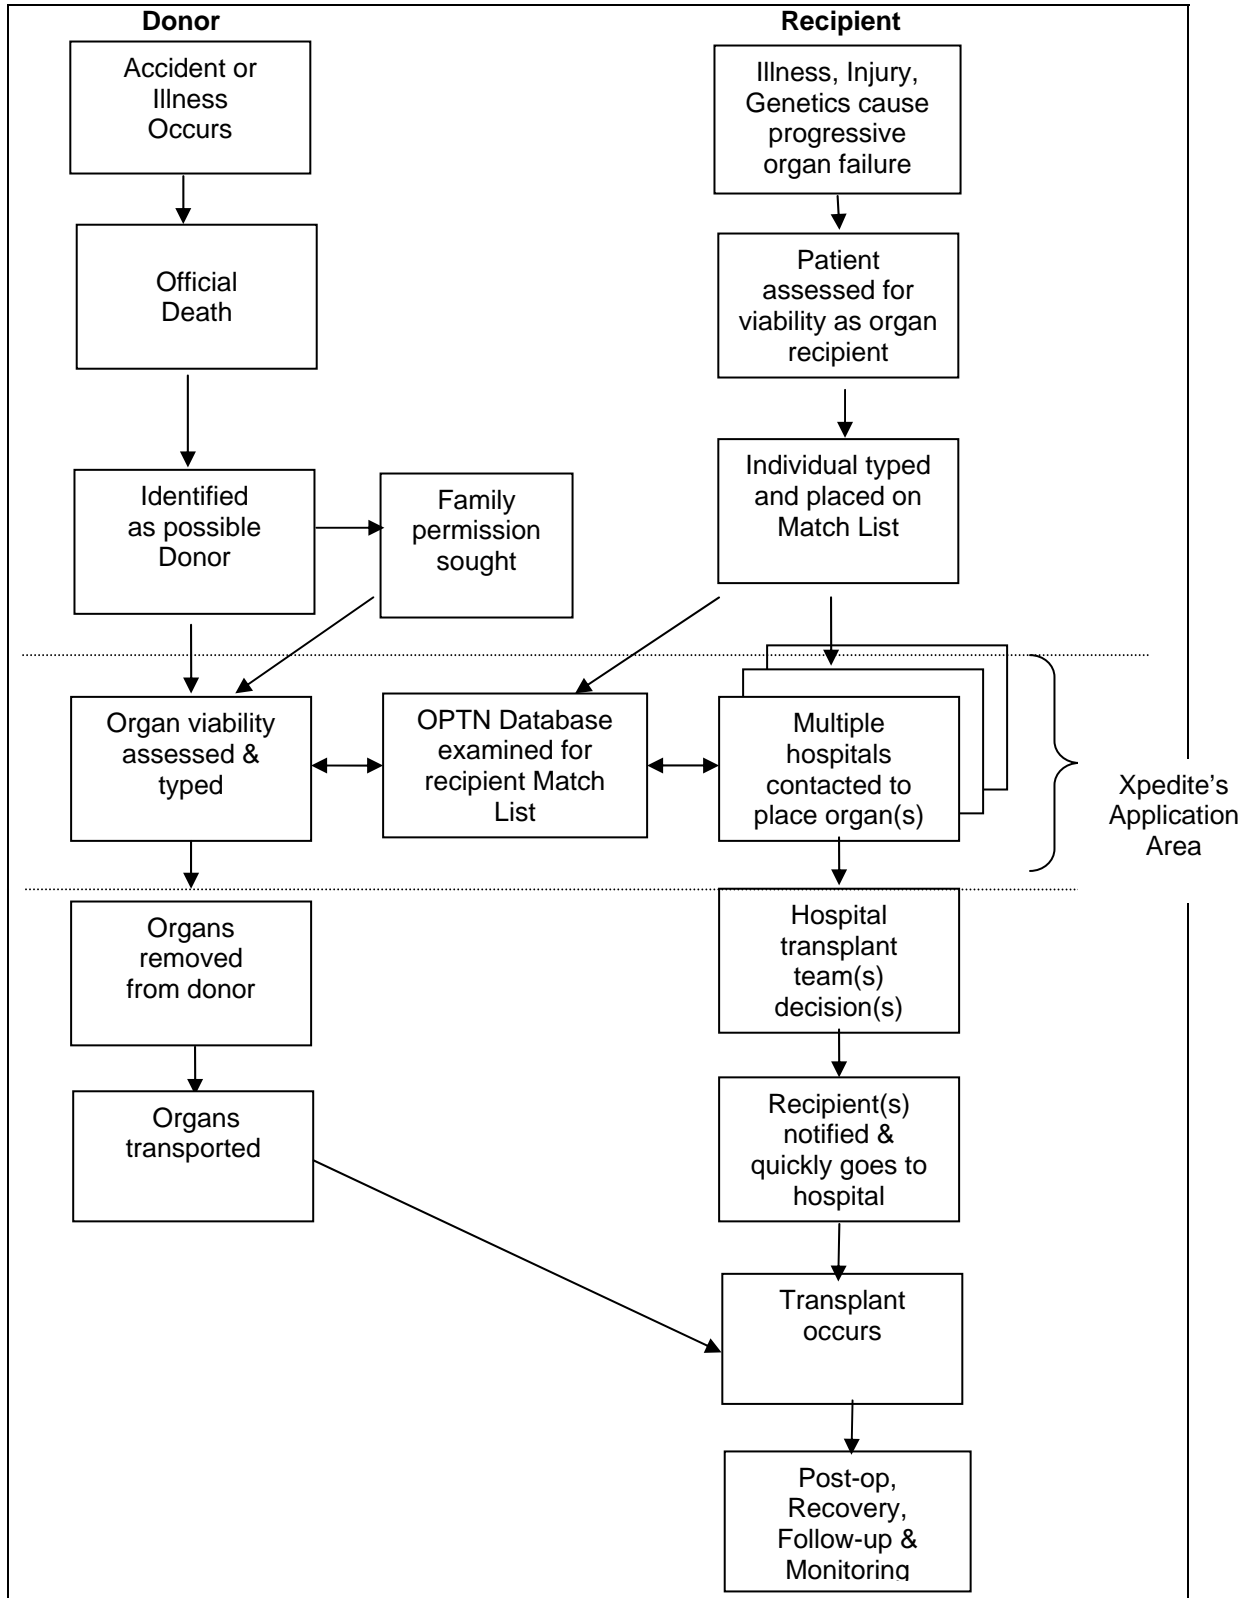 Donor
Accident or
Illness
Occurs
Official
Death
Identified
as possible
Donor
Family
permission
sought
Recipient
Illness, Injury,
Genetics cause
progressive
organ failure
Patient
assessed for
viability as organ
recipient
Individual typed
and placed on
Match List
Organ viability
assessed &
typed
OPTN Database
examined for
recipient Match
List
Multiple
hospitals
contacted to
place organ(s)
Xpedite's
Application
Area
Organs
removed
from donor
Organs
transported
Hospital
transplant
team(s)
decision(s)
Recipient(s)
notified &
quickly goes to
hospital
Transplant
occurs
Post-op,
Recovery,
Follow-up &
Monitoring